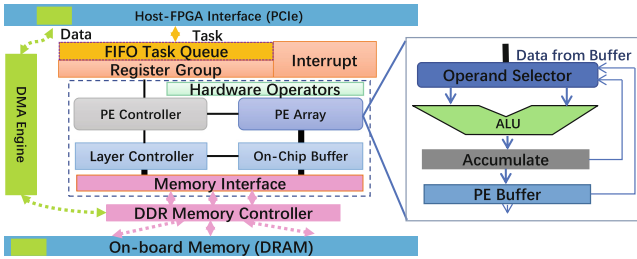 Host-FPGA Interface (PCIe)
Data
Task
FIFO Task Queue
Register Group
Interrupt
Hardware Operators
PE Controller
PE Array
Layer Controller
On-Chip Buffer
Memory Interface
DDR Memory Controller
On-board Memory (DRAM)
DMA Engine
Data from Buffer
Operand Selector
ALU
Accumulate
PE Buffer